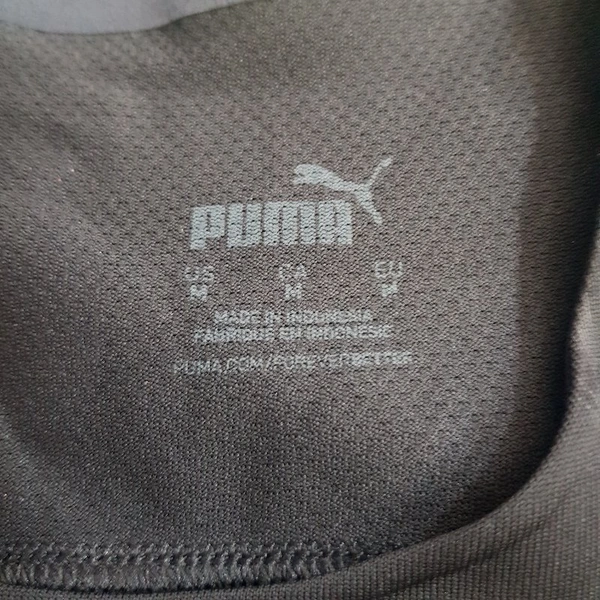 PUMA
US CA EU
M M M
MADE IN INDONESIA
FABRIQUE EN INDONESIE
PUMA.COM/FOREVERBETTER